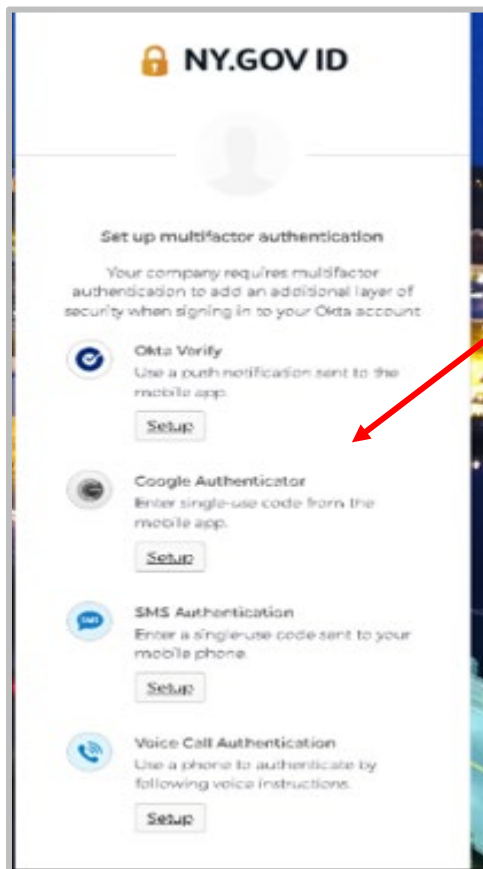 NY.GOV ID
Set up multifactor authentication
Your company requires multifactor
authentication to add an additional layer of
security when signing in to your Okta account
Okta Verify
Use a push notification sent to the
mobile app.
Setup
Google Authenticator
Enter single-use code from the
mobile app.
Setup
SMS
SMS Authentication
Enter a single-use code sent to your
mobile phone.
Setup
Voice Call Authentication
Use a phone to authenticate by
following voice instructions.
Setup